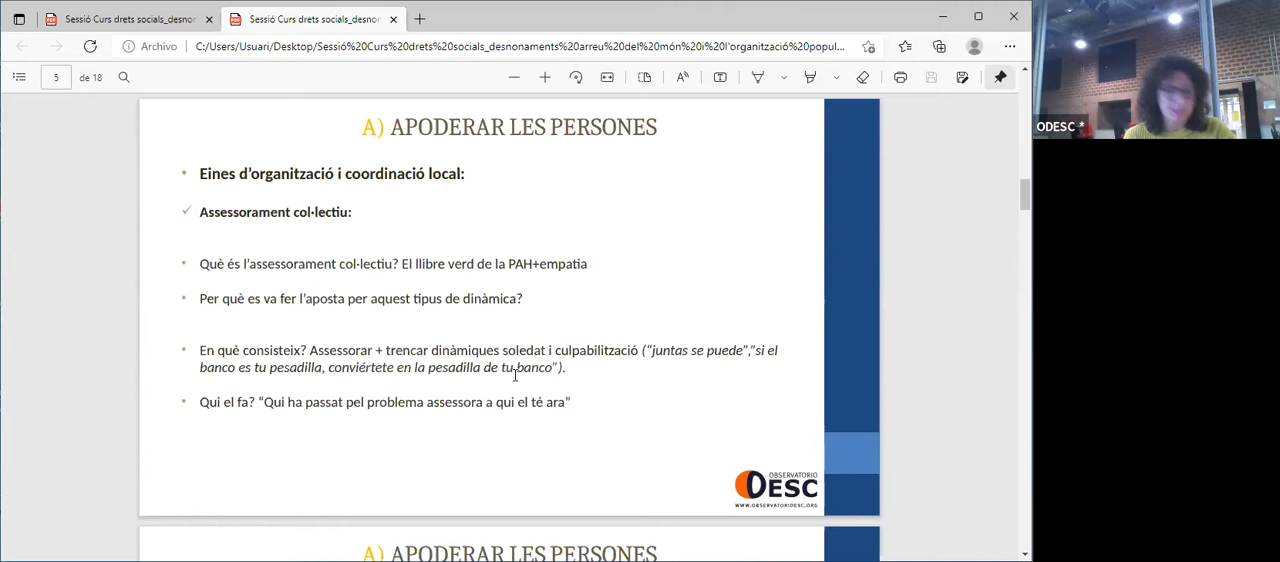 Sessió Curs drets socials_desnor
Sessió Curs drets socials_desnor
Archivo
C:/Users/Usuari/Desktop/Sessió%20Curs%20drets%20socials_desnonaments%20arreu%20del%20món%20i%20l'organització%20popul...
5
de 18
A) APODERAR LES PERSONES
Eines d'organització i coordinació local:
Assessorament col·lectiu:
Què és l'assessorament col·lectiu? El llibre verd de la PAH+empatia
Per què es va fer l'aposta per aquest tipus de dinàmica?
En què consisteix? Assessorar + trencar dinàmiques soledat i culpabilització ("juntas se puede","si el
banco es tu pesadilla, conviértete en la pesadilla de tu banco").
Qui el fa? "Qui ha passat pel problema assessora a qui el té ara"
OBSERVATORIO
DESC
WWW.OBSERVATORIDESC.ORG
A) APODERAR LES PERSONES
ODESC *